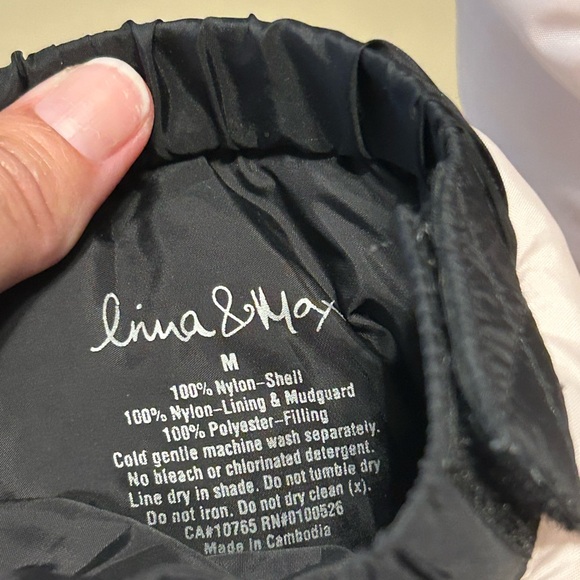 lima & Max
M
100% Nylon-Shell
100% Nylon-Lining & Mudguard
100% Polyester-Filling
Cold gentle machine wash separately.
No bleach or chlorinated detergent.
Line dry in shade. Do not tumble dry
Do not iron. Do not dry clean (x).
CA#10765 RN#0100526
Made in Cambodia